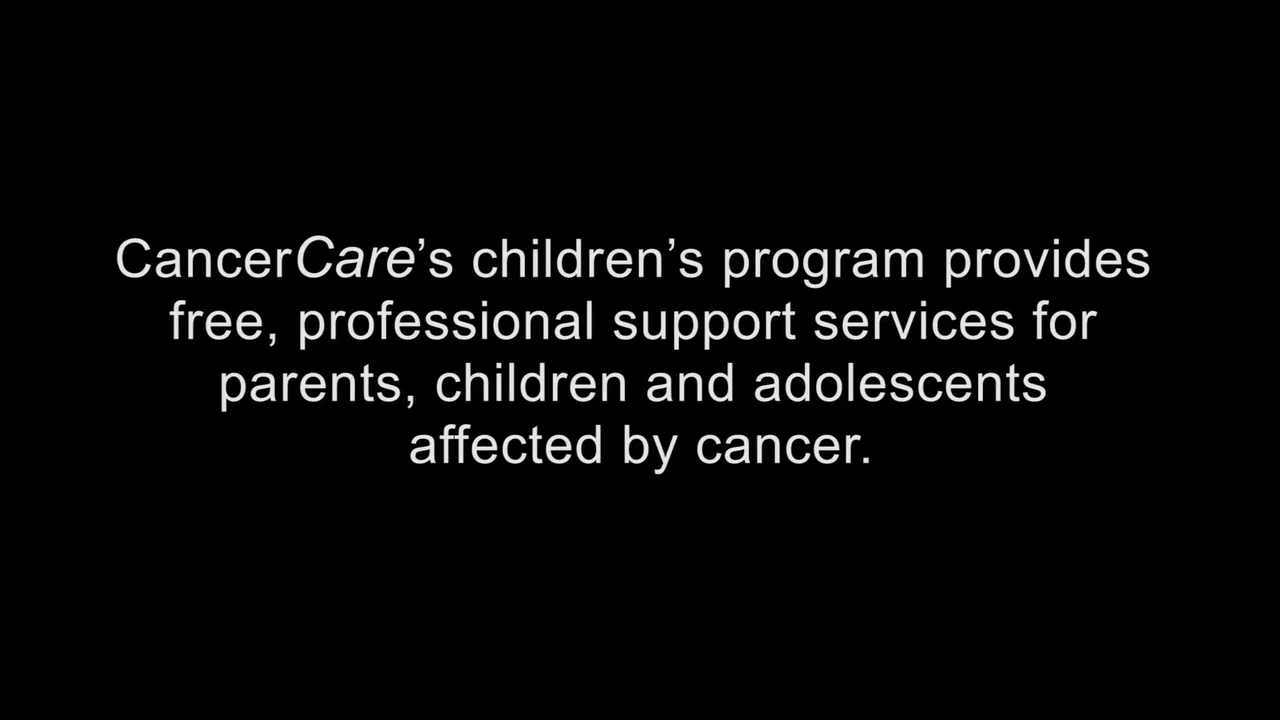 CancerCare’s children’s program provides
free, professional support services for
parents, children and adolescents
affected by cancer.